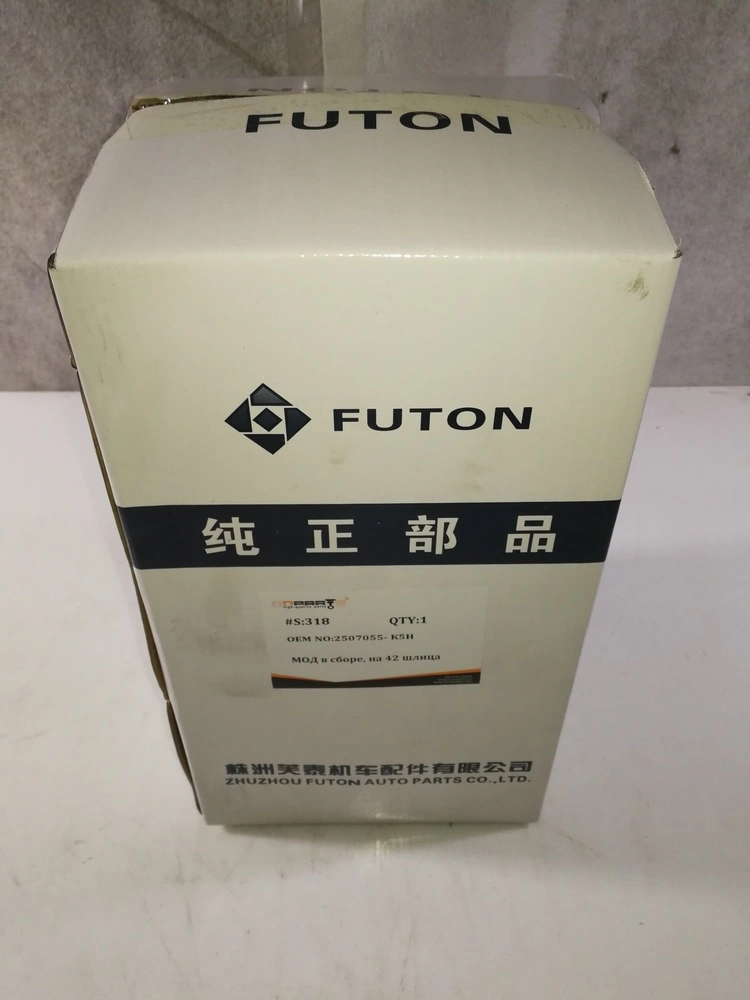 FUTON
FUTON
纯正部品
#S:318 QTY:1
OEM NO:2507055- K5H
МОД в сборе, на 42 шлица
株洲芙泰机车配件有限公司
ZHUZHOU FUTON AUTO PARTS CO.,LTD.